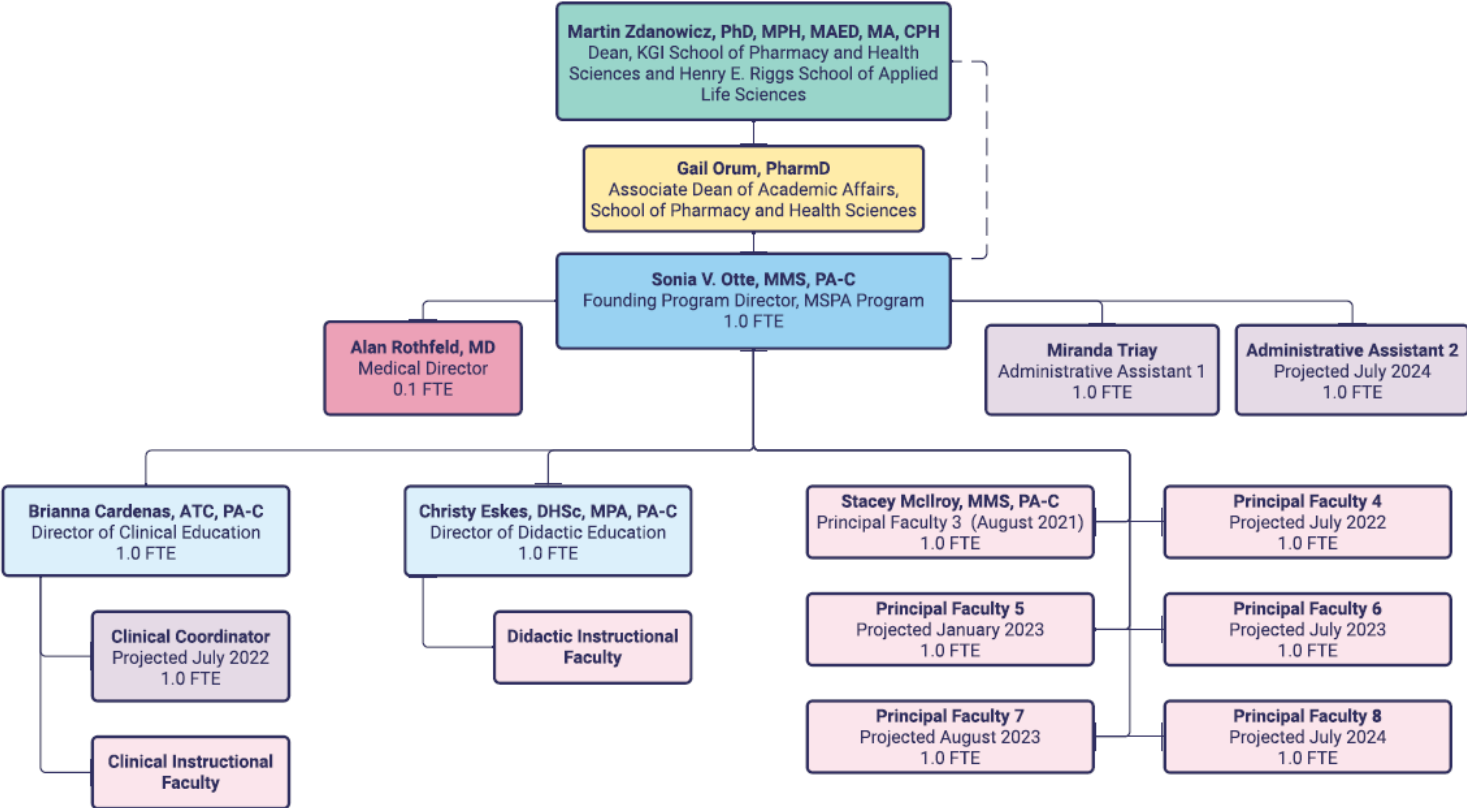 Martin Zdanowicz, PhD, MPH, MAED, MA, CPH
Dean, KGI School of Pharmacy and Health
Sciences and Henry E. Riggs School of Applied
Life Sciences
Gail Orum, PharmD
Associate Dean of Academic Affairs,
School of Pharmacy and Health Sciences
Sonia V. Otte, MMS, PA-C
Founding Program Director, MSPA Program
1.0 FTE
Alan Rothfeld, MD
Medical Director
0.1 FTE
Miranda Triay
Administrative Assistant 1
1.0 FTE
Administrative Assistant 2
Projected July 2024
1.0 FTE
Brianna Cardenas, ATC, PA-C
Director of Clinical Education
1.0 FTE
Christy Eskes, DHSc, MPA, PA-C
Director of Didactic Education
1.0 FTE
Stacey McIlroy, MMS, PA-C
Principal Faculty 3 (August 2021)
1.0 FTE
Principal Faculty 4
Projected July 2022
1.0 FTE
Clinical Coordinator
Projected July 2022
1.0 FTE
Didactic Instructional
Faculty
Principal Faculty 5
Projected January 2023
1.0 FTE
Principal Faculty 6
Projected July 2023
1.0 FTE
Clinical Instructional
Faculty
Principal Faculty 7
Projected August 2023
1.0 FTE
Principal Faculty 8
Projected July 2024
1.0 FTE